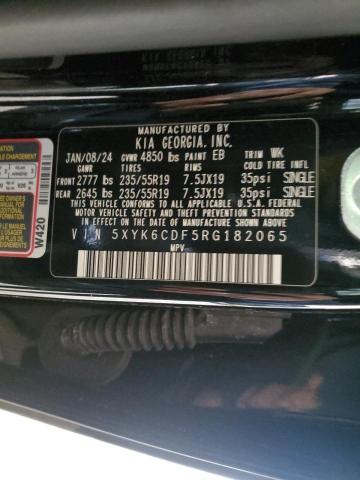 MANUFACTURED BY
KIA GEORGIA, INC.
JAN/08/24 GVWR 4850 lbs PAINT EB TRIM WK
GAWR TIRE RIMS COLD TIRE INFL
FRONT 2777 lbs 235/55R19 7.5JX19 35psi SINGLE
REAR 2645 lbs 235/55R19 7.5JX19 35psi SINGLE
THIS VEHICLE CONFORMS TO ALL APPLICABLE U.S.A. FEDERAL MOTOR
VEHICLE SAFETY AND THEFT PREVENTION STANDARDS IN EFFECT
ON THE DATE OF MANUFACTURE SHOWN ABOVE.
VIN 5XYK6CDF5RG182065
MPV
W420